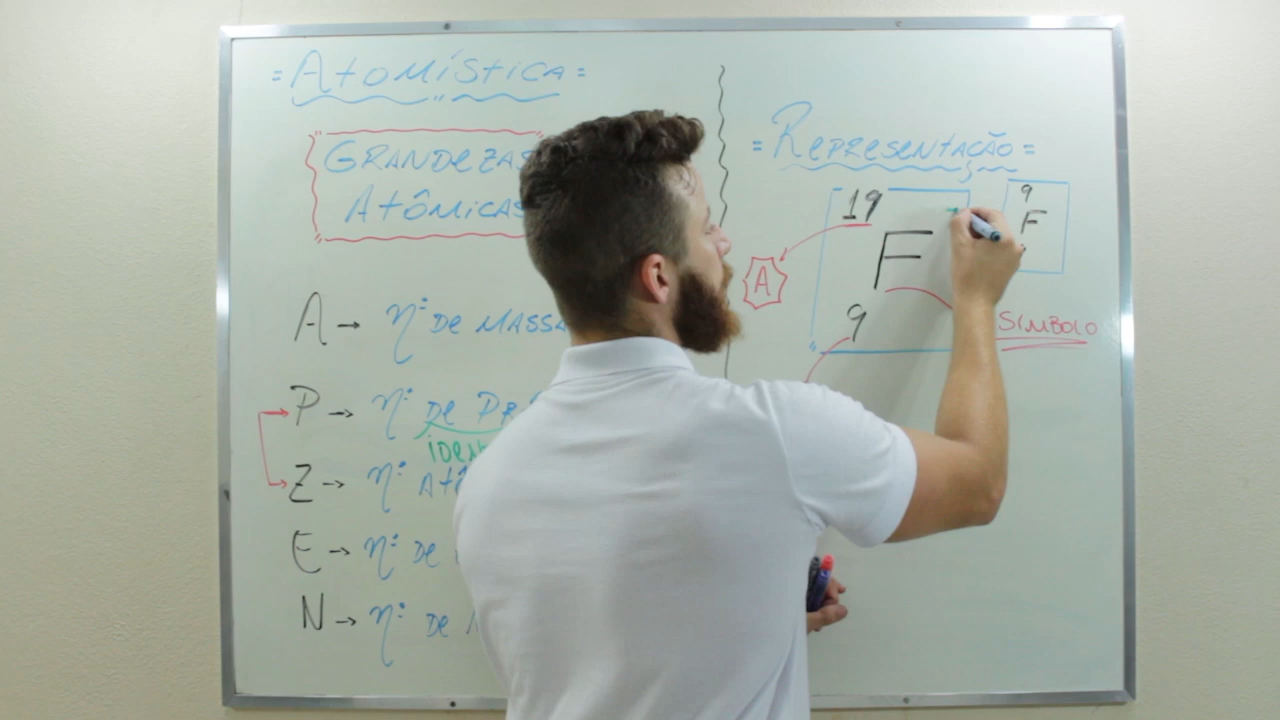 = Atomística =
GRANDEZAS
ATÔMICAS
A → nº de MASSA
P → nº de
Z → nº
E → nº de
N → nº de
= Representação =
19
F
9
A
SÍMBOLO
9
F